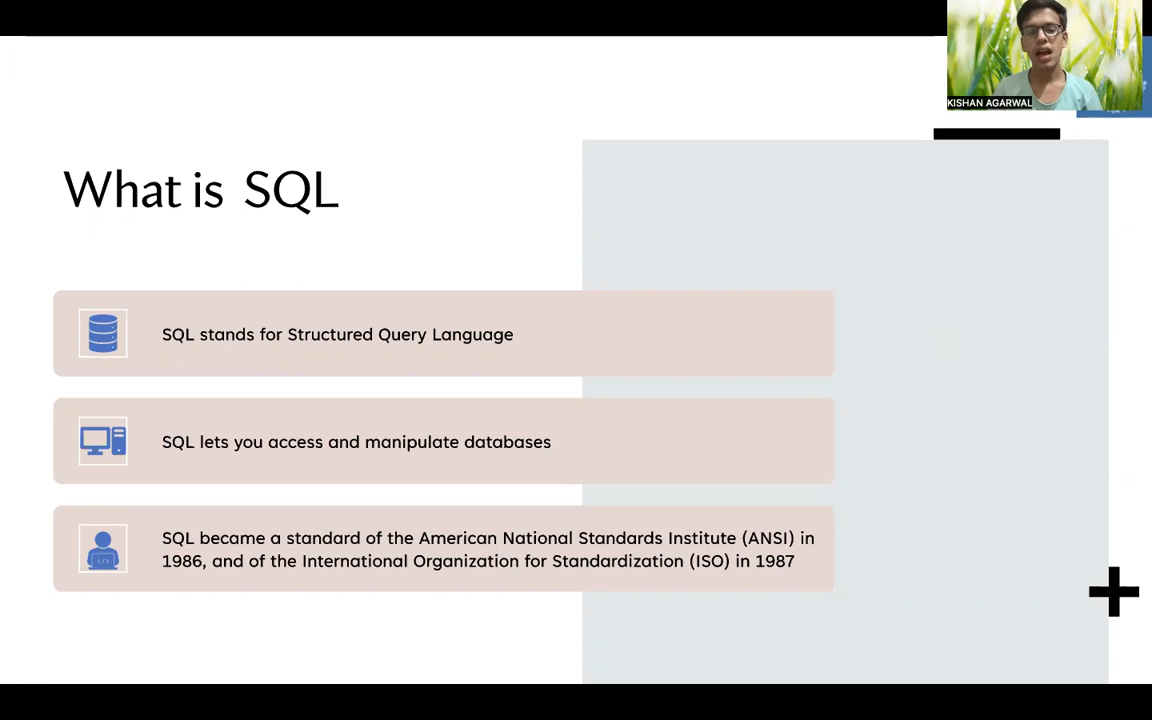 KISHAN AGARWAL
What is SQL
SQL stands for Structured Query Language
SQL lets you access and manipulate databases
SQL became a standard of the American National Standards Institute (ANSI) in
1986, and of the International Organization for Standardization (ISO) in 1987